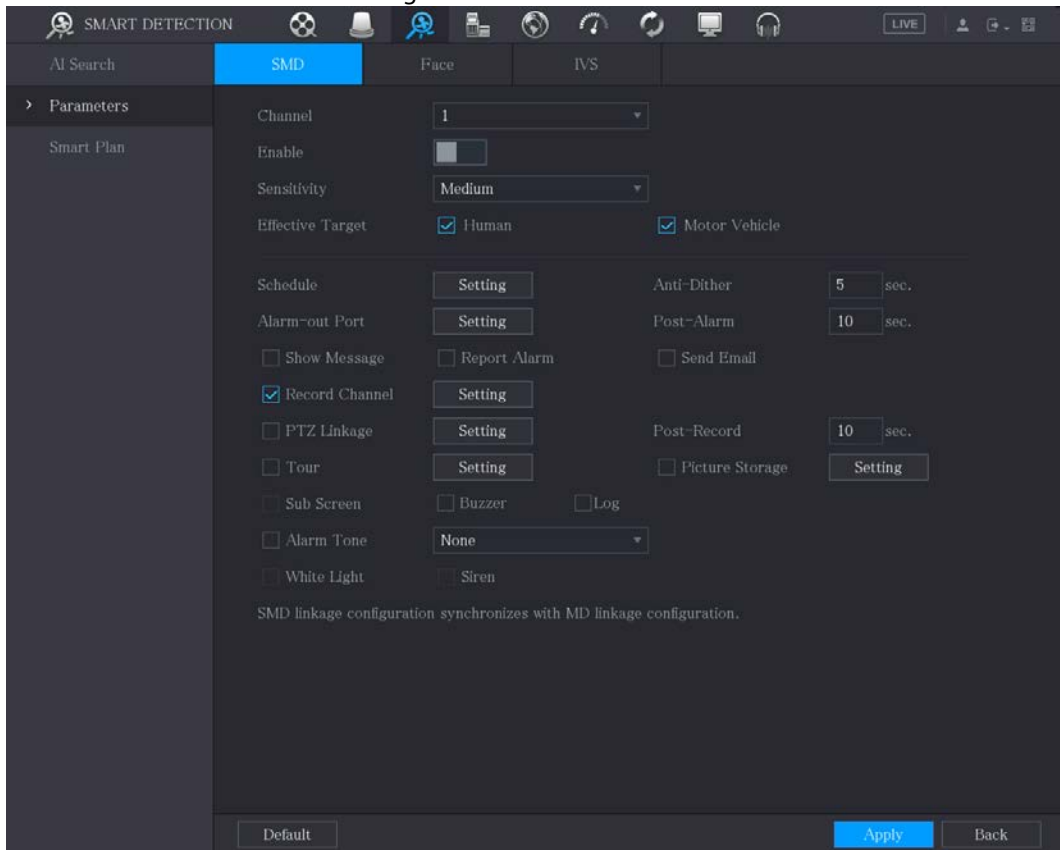 SMART DETECTION LIVE
AI Search SMD Face IVS
Parameters
Smart Plan
Channel 1
Enable
Sensitivity Medium
Effective Target Human Motor Vehicle
Schedule Setting Anti-Dither 5 sec.
Alarm-out Port Setting Post-Alarm 10 sec.
Show Message Report Alarm Send Email
Record Channel Setting
PTZ Linkage Setting Post-Record 10 sec.
Tour Setting Picture Storage Setting
Sub Screen Buzzer Log
Alarm Tone None
White Light Siren
SMD linkage configuration synchronizes with MD linkage configuration.
Default Apply Back